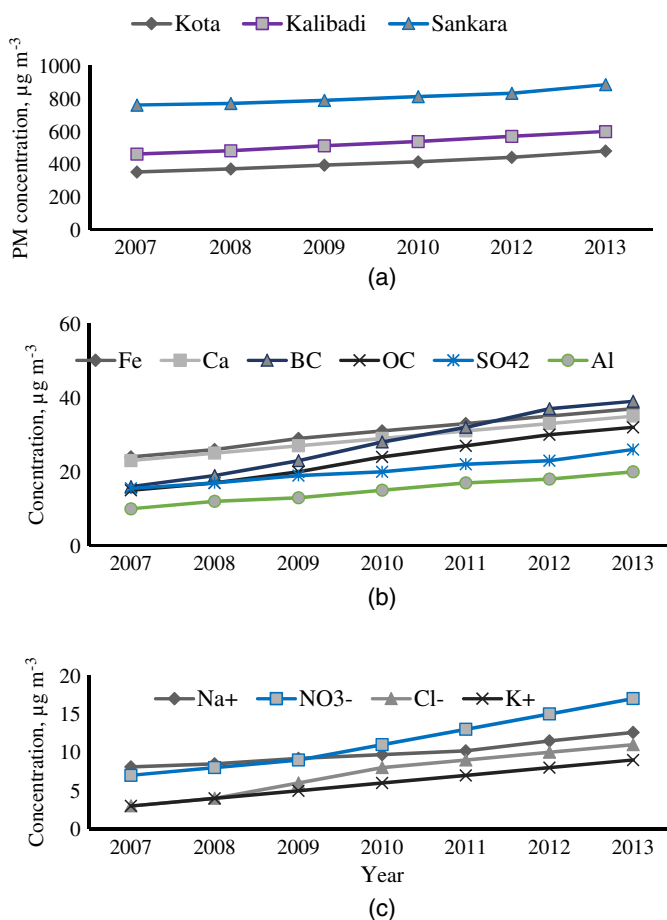 Kota Kalibadi Sankara
PM concentration, µg m-3
1000
800
600
400
200
0
2007 2008 2009 2010 2012 2013
(a)
Concntration, µg m-3
60
40
20
0
Fe Ca BC OC SO42 Al
2007 2008 2009 2010 2011 2012 2013
(b)
Concentration, µg m-3
20
15
10
5
0
Na+ NO3- Cl- K+
2007 2008 2009 2010 2011 2012 2013
Year
(c)